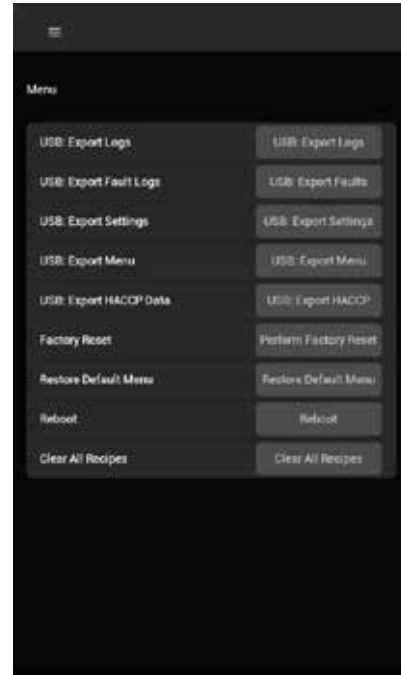 Menu
USB: Export Logs USB: Export Logs
USB: Export Fault Logs USB: Export Faults
USB: Export Settings USB: Export Settings
USB: Export Menu USB: Export Menu
USB: Export HACCP Data USB: Export HACCP
Factory Reset Perform Factory Reset
Restore Default Menu Restore Default Menu
Reboot Reboot
Clear All Recipes Clear All Recipes